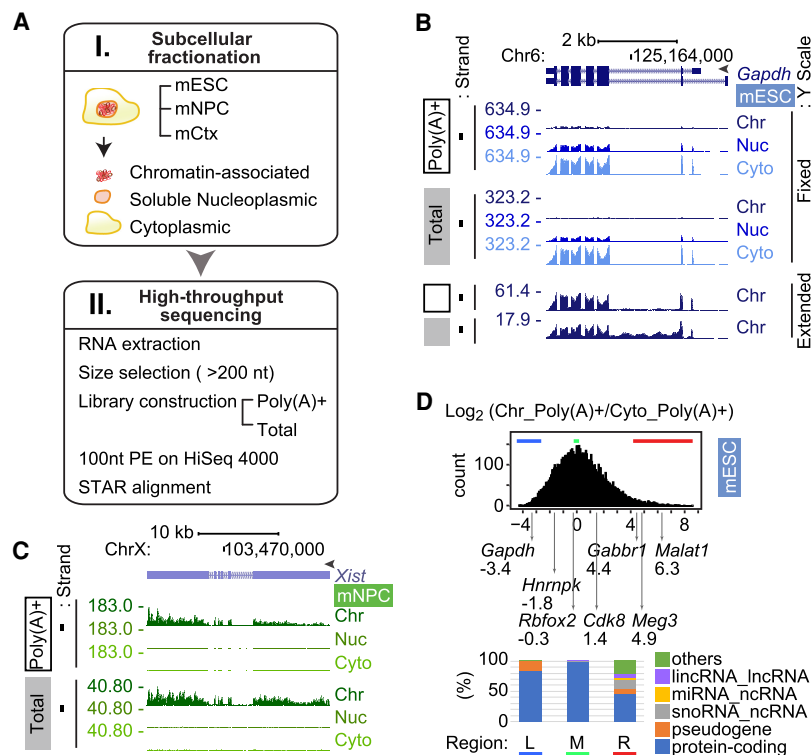 A
I. Subcellular
fractionation
mESC
mNPC
mCtx
Chromatin-associated
Soluble Nucleoplasmic
Cytoplasmic
II. High-throughput
sequencing
RNA extraction
Size selection ( >200 nt)
Library construction
Poly(A)+
Total
100nt PE on HiSeq 4000
STAR alignment
B
2 kb
Chr6: 125,164,000
: Strand
Gapdh
mESC
: Y Scale
Poly(A)+
634.9 - Chr
634.9 - Nuc
634.9 - Cyto
Total
323.2 - Chr
323.2 - Nuc
323.2 - Cyto
Fixed
61.4 - Chr
17.9 - Chr
Extended
C
10 kb
ChrX: 103,470,000
: Strand
Xist
mNPC
Poly(A)+
183.0 - Chr
183.0 - Nuc
183.0 - Cyto
Total
40.80 - Chr
40.80 - Nuc
40.80 - Cyto
D
Log2 (Chr_Poly(A)+/Cyto_Poly(A)+)
mESC
count
100
0
-4 0 4 8
Gapdh
-3.4
Hnrnpk
-1.8
Rbfox2
-0.3
Cdk8
1.4
Gabbr1
4.4
Meg3
4.9
Malat1
6.3
(%)
100
50
0
Region: L M R
others
lincRNA_lncRNA
miRNA_ncRNA
snoRNA_ncRNA
pseudogene
protein-coding